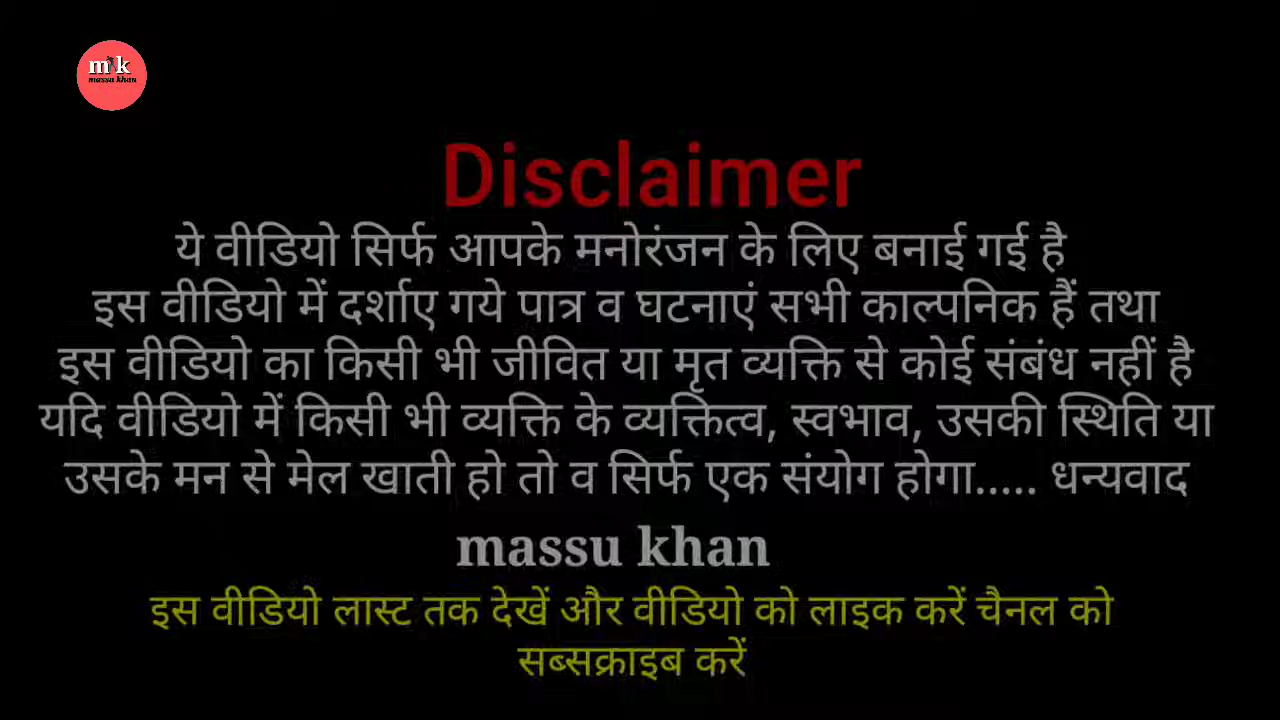 m k
massu khan
Disclaimer
ये वीडियो सिर्फ आपके मनोरंजन के लिए बनाई गई है
इस वीडियो में दर्शाए गये पात्र व घटनाएं सभी काल्पनिक हैं तथा
इस वीडियो का किसी भी जीवित या मृत व्यक्ति से कोई संबंध नहीं है
यदि वीडियो में किसी भी व्यक्ति के व्यक्तित्व, स्वभाव, उसकी स्थिति या
उसके मन से मेल खाती हो तो व सिर्फ एक संयोग होगा..... धन्यवाद
massu khan
इस वीडियो लास्ट तक देखें और वीडियो को लाइक करें चैनल को
सब्सक्राइब करें